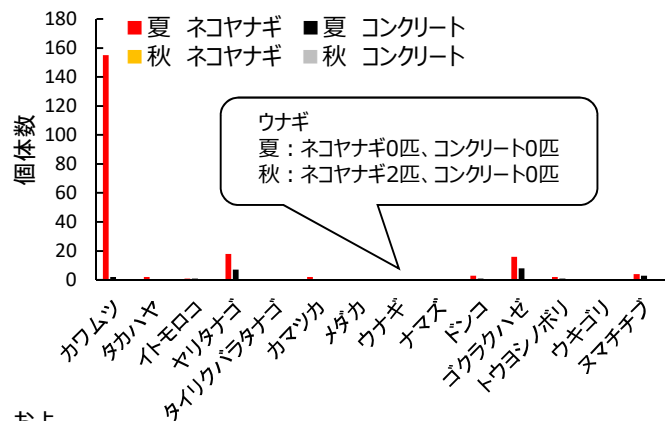 180
160
140
120
100
80
60
40
20
0
個体数
夏 ネコヤナギ
夏 コンクリート
秋 ネコヤナギ
秋 コンクリート
ウナギ
夏：ネコヤナギ0匹、コンクリート0匹
秋：ネコヤナギ2匹、コンクリート0匹
カワムツ
タカハヤ
イトモロコ
ヤリタナゴ
タイリクバラタナゴ
カマツカ
メダカ
ウナギ
ナマズ
ドンコ
ゴクラクハゼ
トウヨシノボリ
ウキゴリ
ヌマチチブ